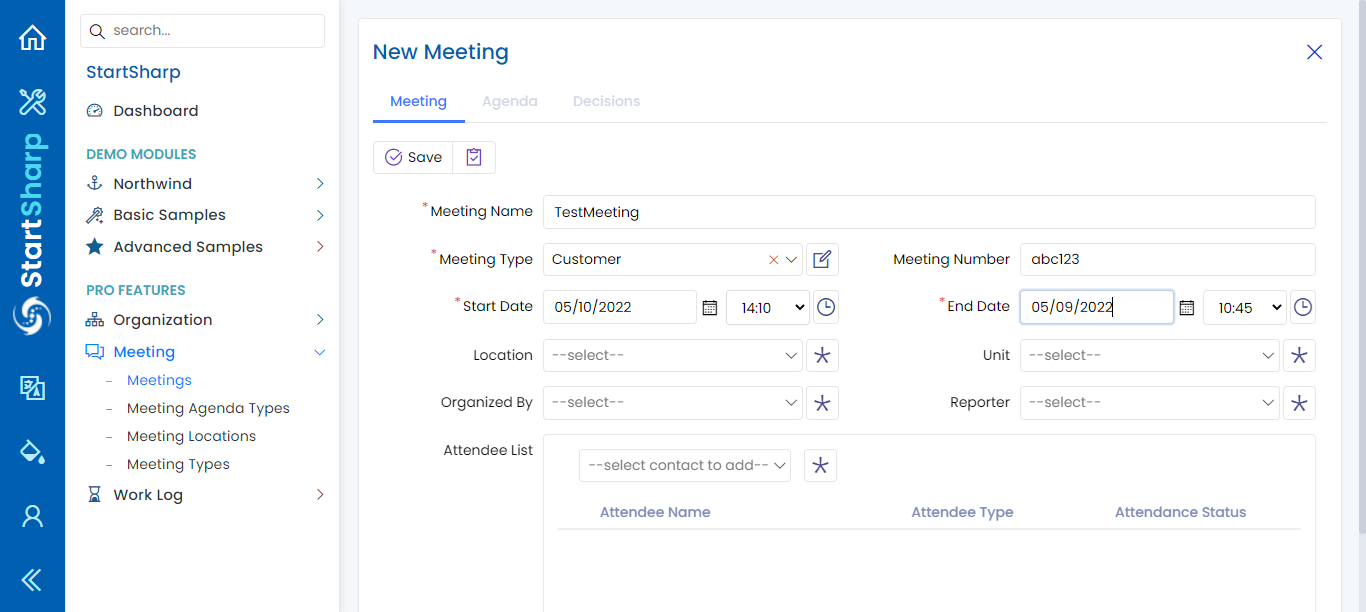 search...
StartSharp
StartSharp
Dashboard
DEMO MODULES
Northwind
Basic Samples
Advanced Samples
PRO FEATURES
Organization
Meeting
Meetings
Meeting Agenda Types
Meeting Locations
Meeting Types
Work Log
New Meeting
Meeting Agenda Decisions
Save
*Meeting Name TestMeeting
*Meeting Type Customer Meeting Number abc123
*Start Date 05/10/2022 14:10 *End Date 05/09/2022 10:45
Location --select-- Unit --select--
Organized By --select-- Reporter --select--
Attendee List
--select contact to add--
Attendee Name Attendee Type Attendance Status